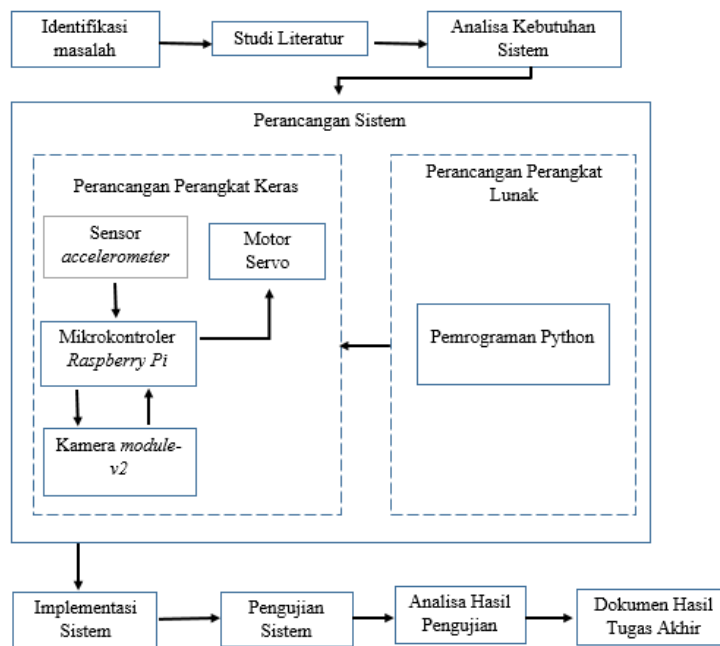 Identifikasi
masalah
Studi Literatur
Analisa Kebutuhan
Sistem
Perancangan Sistem
Perancangan Perangkat Keras
Sensor
accelerometer
Motor
Servo
Mikrokontroler
Raspberry Pi
Kamera module-
v2
Perancangan Perangkat
Lunak
Pemrograman Python
Implementasi
Sistem
Pengujian
Sistem
Analisa Hasil
Pengujian
Dokumen Hasil
Tugas Akhir